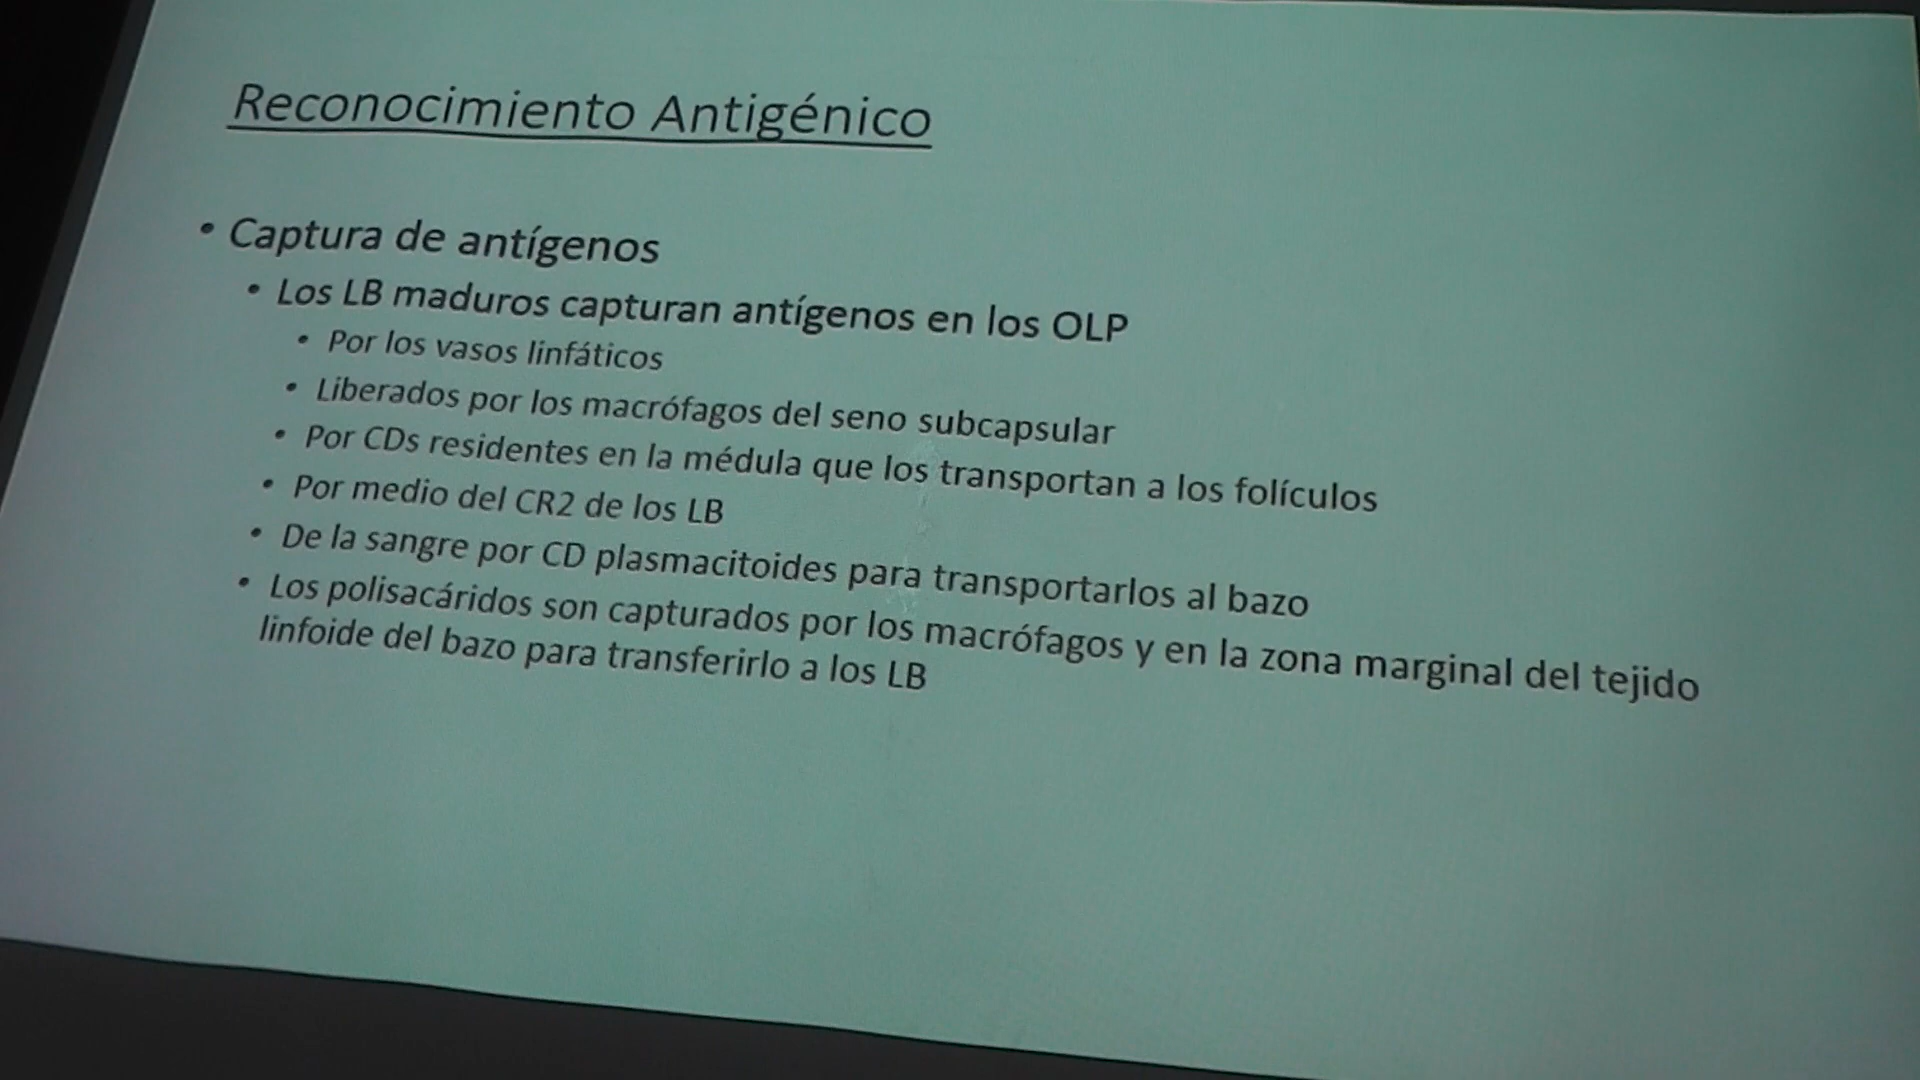 Reconocimiento Antigénico
• Captura de antígenos
• Los LB maduros capturan antígenos en los OLP
• Por los vasos linfáticos
• Liberados por los macrófagos del seno subcapsular
• Por CDs residentes en la médula que los transportan a los folículos
• Por medio del CR2 de los LB
• De la sangre por CD plasmacitoides para transportarlos al bazo
• Los polisacáridos son capturados por los macrófagos y en la zona marginal del tejido
linfoide del bazo para transferirlo a los LB